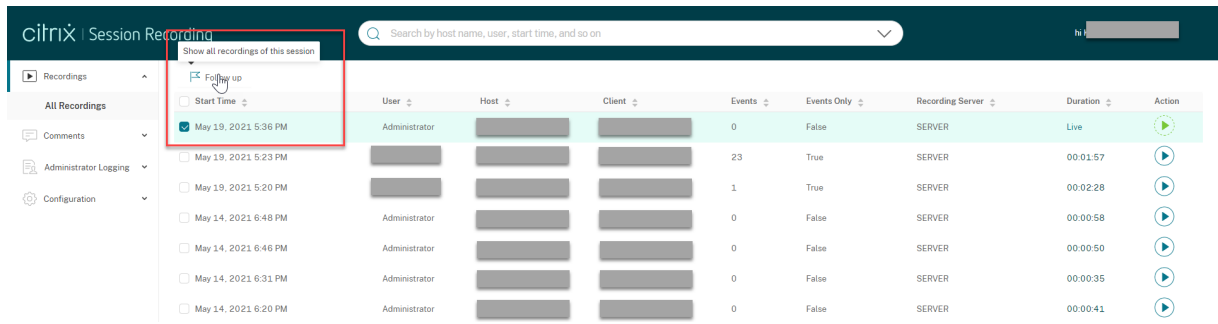 citrix | Session Recording
Search by host name, user, start time, and so on
hi
Show all recordings of this session
Recordings
Follow up
All Recordings
Start Time User Host Client Events Events Only Recording Server Duration Action
Comments
May 19, 2021 5:36 PM Administrator 0 False SERVER Live
May 19, 2021 5:23 PM 23 True SERVER 00:01:57
Administrator Logging
May 19, 2021 5:20 PM 1 True SERVER 00:02:28
Configuration
May 14, 2021 6:48 PM Administrator 0 False SERVER 00:00:58
May 14, 2021 6:46 PM Administrator 0 False SERVER 00:00:50
May 14, 2021 6:31 PM Administrator 0 False SERVER 00:00:35
May 14, 2021 6:20 PM Administrator 0 False SERVER 00:00:41